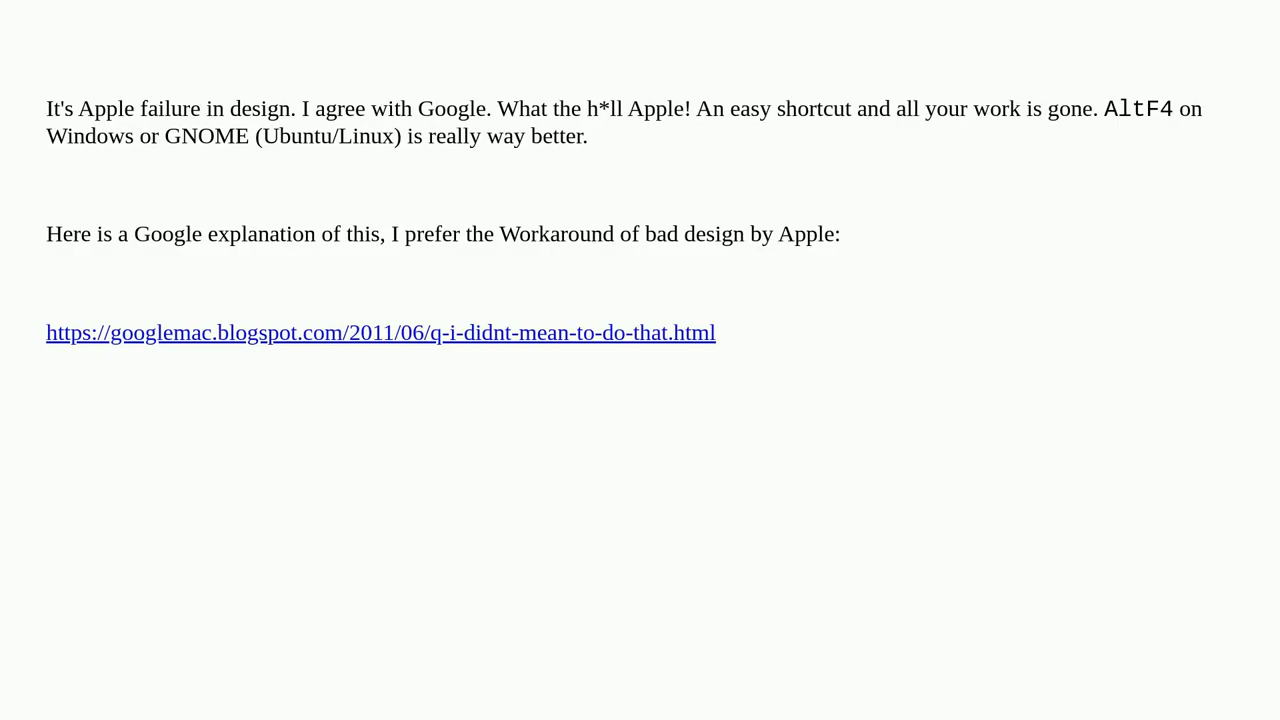 It's Apple failure in design. I agree with Google. What the h*ll Apple! An easy shortcut and all your work is gone. AltF4 on
Windows or GNOME (Ubuntu/Linux) is really way better.
Here is a Google explanation of this, I prefer the Workaround of bad design by Apple:
https://googlemac.blogspot.com/2011/06/q-i-didnt-mean-to-do-that.html